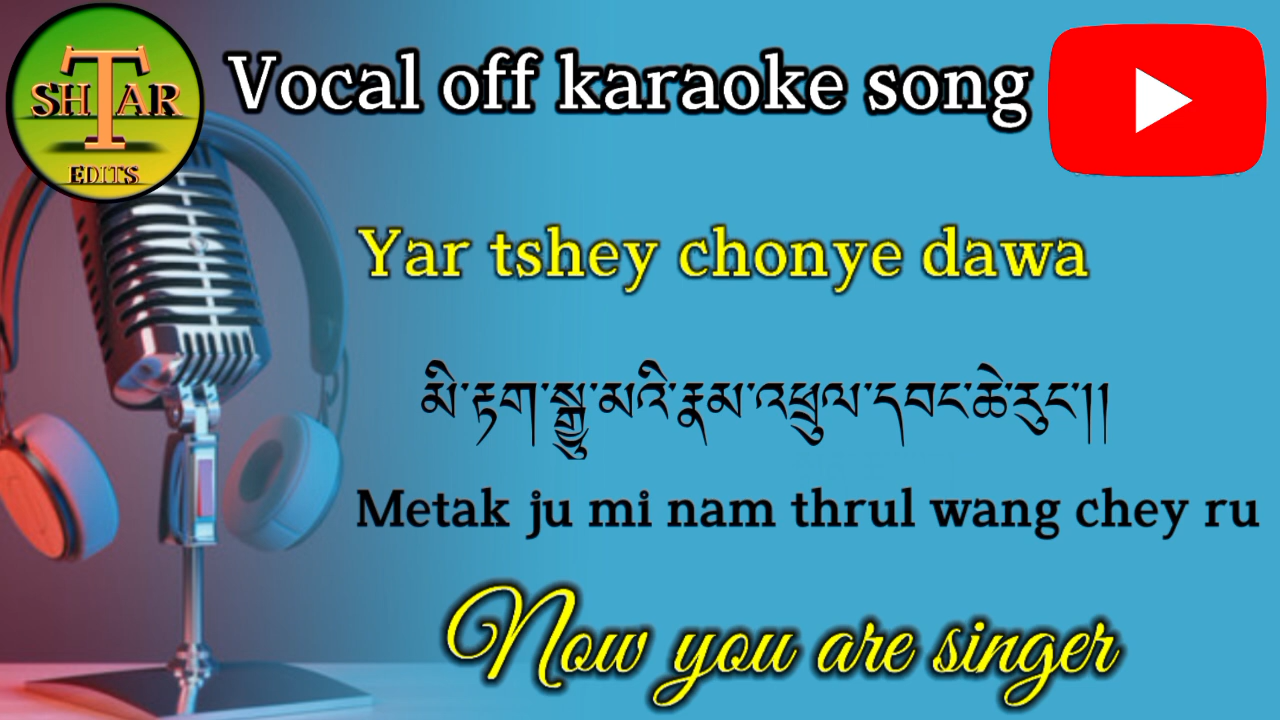 SHTAR
EDITS
Vocal off karaoke song
Yar tshey chonye dawa
མི་རྟག་སྒྱུ་མའི་རྣམ་འཕྲུལ་དབང་ཆེ་རུང་།།
Metak ju mi nam thrul wang chey ru
Now you are singer